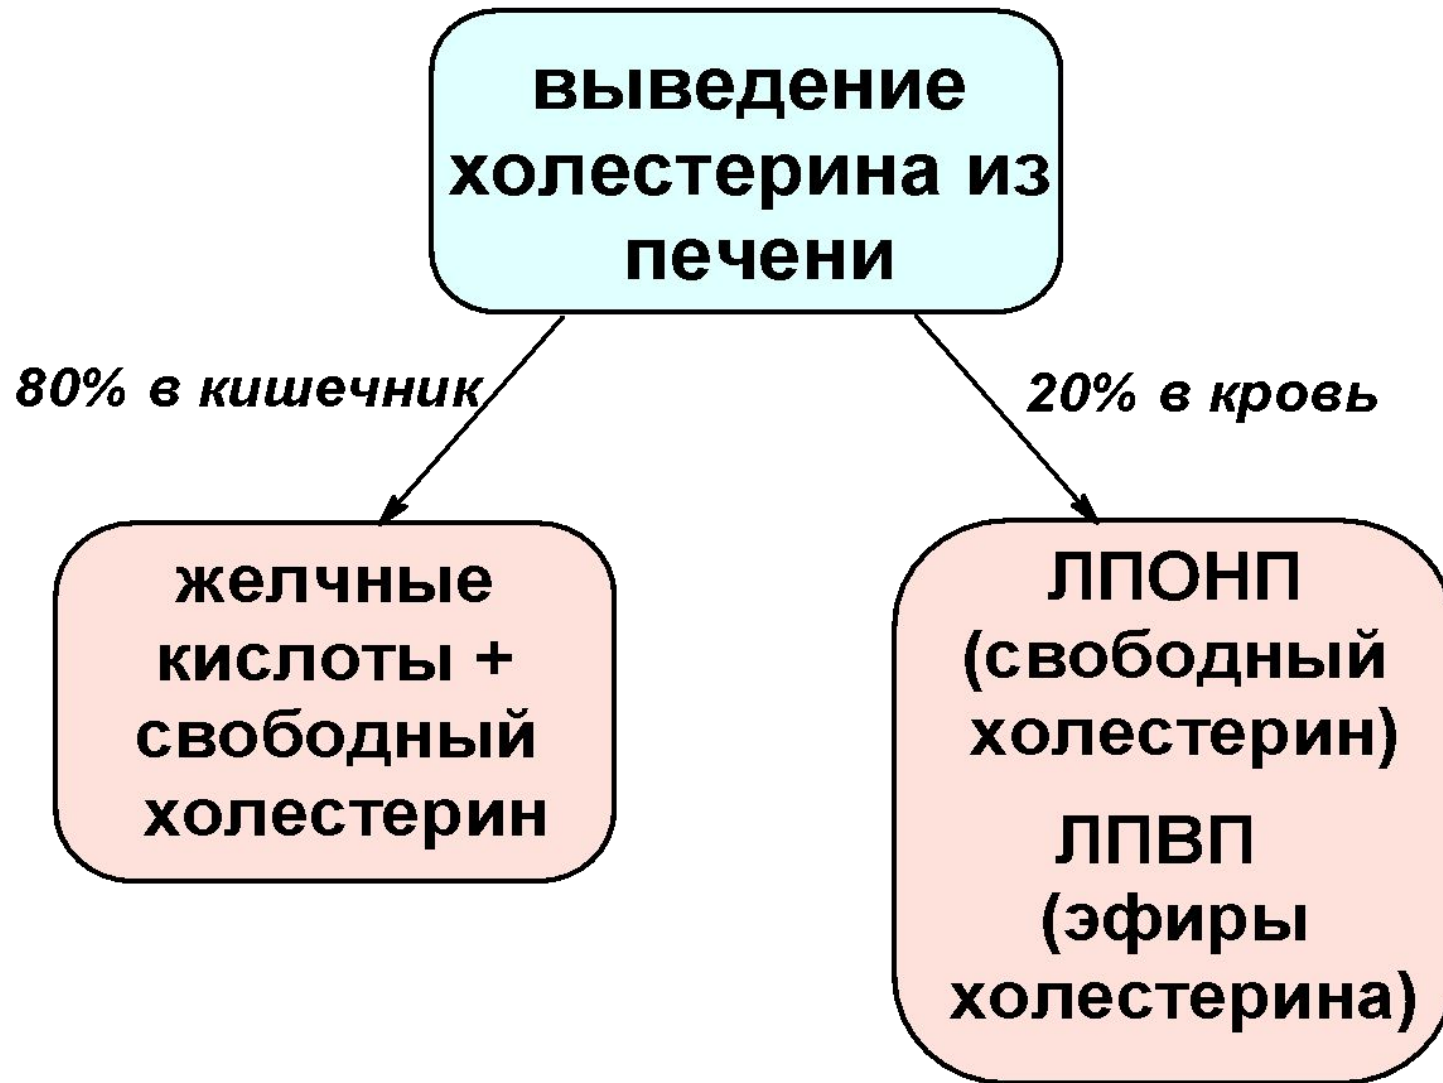 выведение
холестерина из
печени
80% в кишечник
20% в кровь
желчные
кислоты +
свободный
холестерин
ЛПОНП
(свободный
холестерин)
ЛПВП
(эфиры
холестерина)